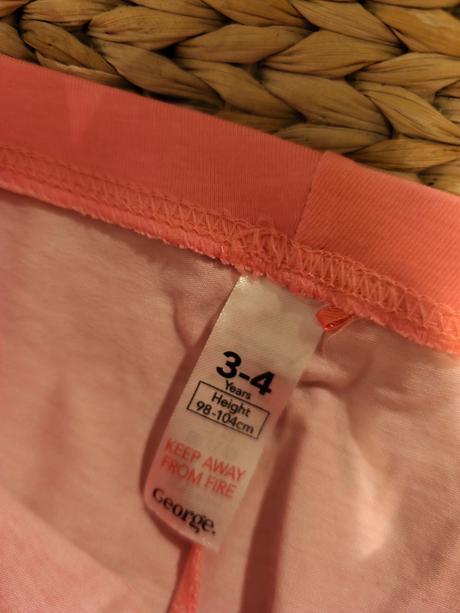 3-4
Years
Height
98-104cm
KEEP AWAY
FROM FIRE
George.